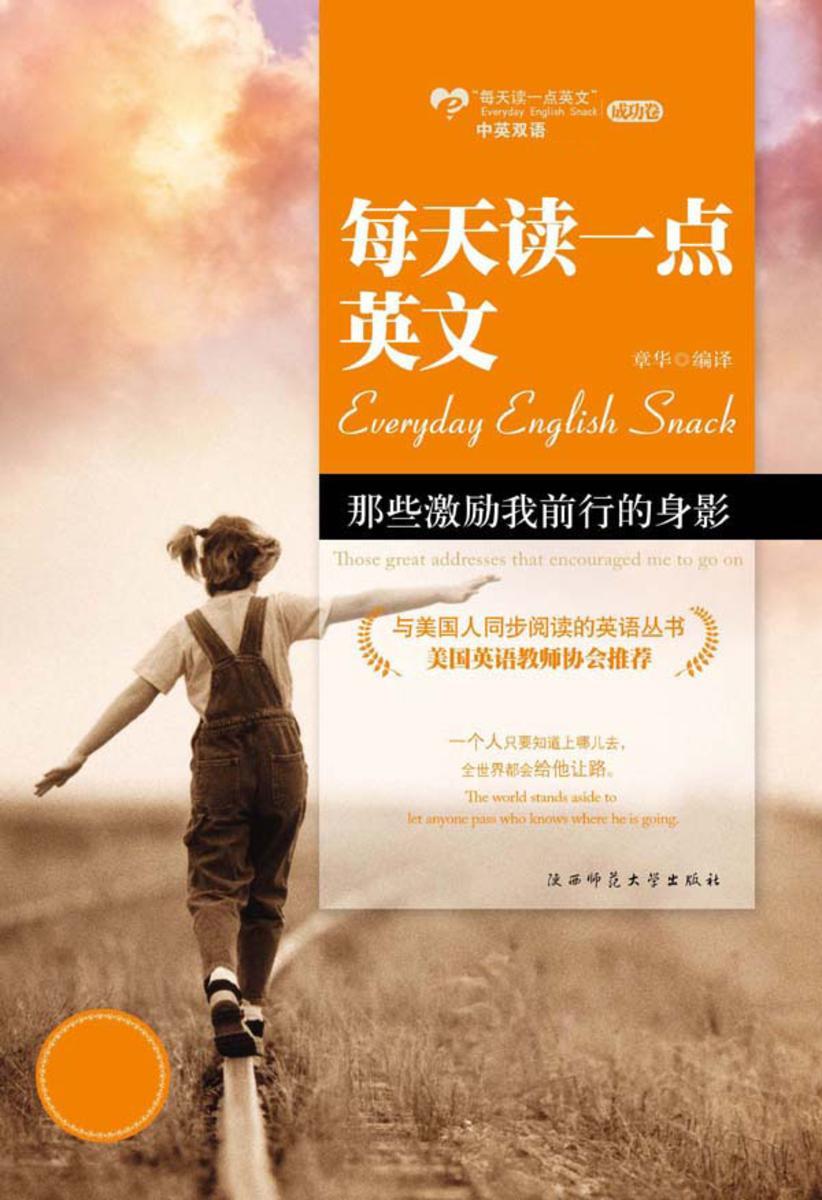 "每天读一点英文"
Everyday English Snack
成功卷
中英双语
每天读一点
英文
章华 编译
Everyday English Snack
那些激励我前行的身影
Those great addresses that encouraged me to go on
与美国人同步阅读的英语丛书
美国英语教师协会推荐
一个人只要知道上哪儿去，
全世界都会给他让路。
The world stands aside to
let anyone pass who knows where he is going.
陕西师范大学出版社